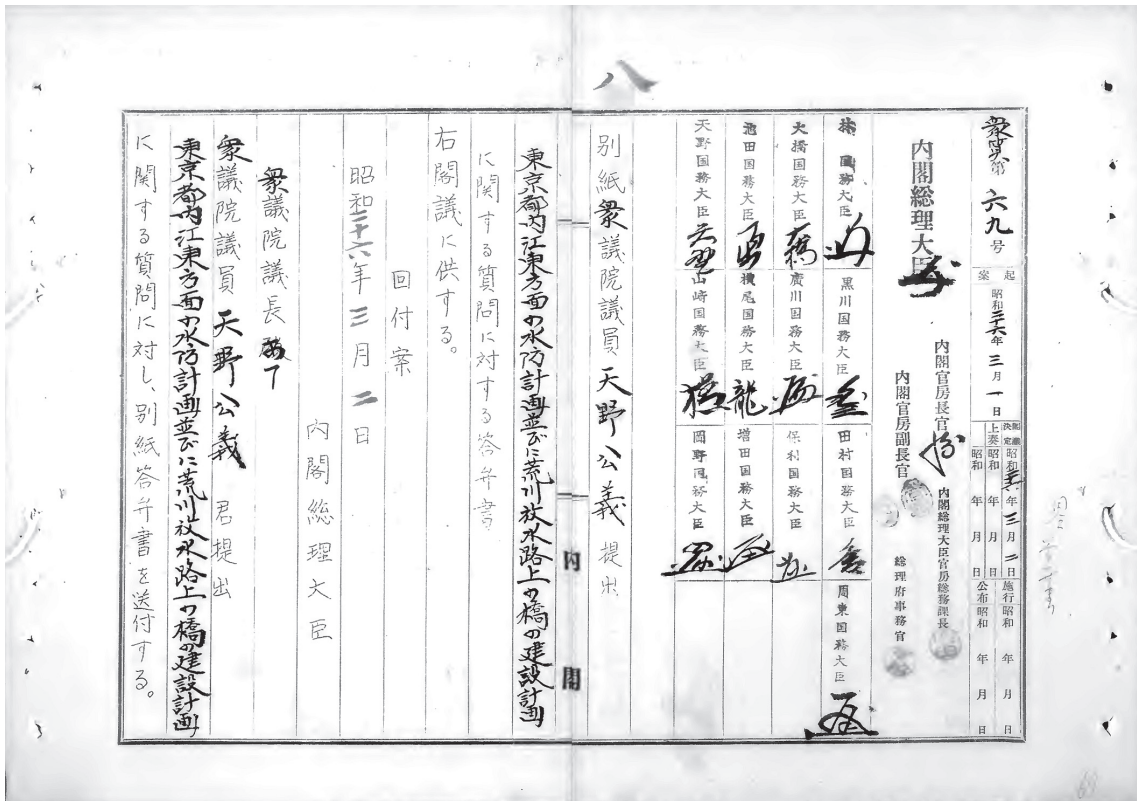 八
衆質第六九号
起案 昭和二十六年三月一日
閣議決定 昭和 年三月二日
上奏 昭和 年 月 日
昭和 年 月 日
施行 昭和 年 月 日
公布 昭和 年 月 日
内閣総理大臣
内閣官房長官
内閣官房副長官
内閣総理大臣官房総務課長
総理府事務官
林国務大臣
黒川国務大臣
田村国務大臣
周東国務大臣
大橋国務大臣 大橋
廣川国務大臣
保利国務大臣
池田国務大臣
横尾国務大臣 龍
増田国務大臣
天野国務大臣 天野
山崎国務大臣
岡野国務大臣
別紙衆議院議員天野公義提出
東京都内江東方面の水防計画並びに荒川放水路上の橋の建設計画
に関する質問に対する答弁書
右閣議に供する。
回付案
昭和二十六年三月二日
内閣総理大臣
衆議院議長
衆議院議員天野公義君提出
東京都内江東方面の水防計画並びに荒川放水路上の橋の建設計画
に関する質問に対し、別紙答弁書を送付する。
内閣
69